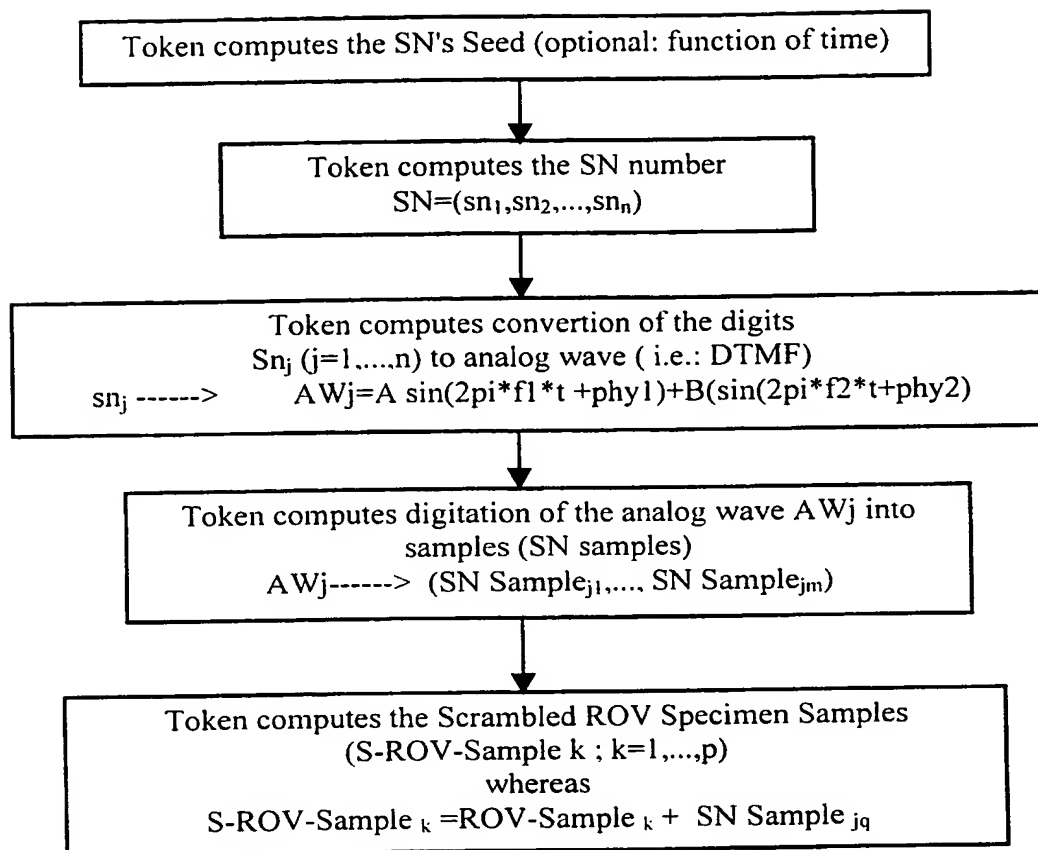 Token computes the SN's Seed (optional: function of time)
Token computes the SN number
SN=(sn₁,sn₂,...,snₙ)
Token computes convertion of the digits
Snⱼ (j=1,...,n) to analog wave ( i.e.: DTMF)
snⱼ ------> AWj=A sin(2pi*f1*t +phy1)+B(sin(2pi*f2*t+phy2)
Token computes digitation of the analog wave AWj into
samples (SN samples)
AWj------> (SN Sampleⱼ₁,..., SN Sampleⱼₘ)
Token computes the Scrambled ROV Specimen Samples
(S-ROV-Sample k ; k=1,...,p)
whereas
S-ROV-Sample ₖ =ROV-Sample ₖ + SN Sample jq